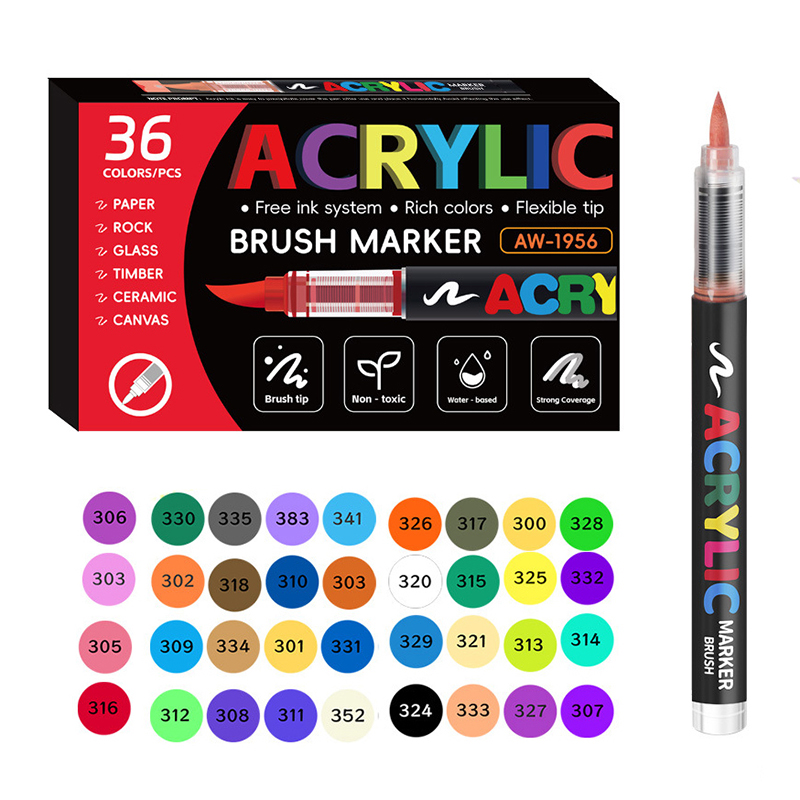 ACRYLIC MARKER
BRUSH
36
COLORS/PCS
PAPER
ROCK
GLASS
TIMBER
CERAMIC
CANVAS
ACRYLIC
• Free ink system • Rich colors • Flexible tip
BRUSH MARKER AW-1956
ACRY
Brush tip
Non - toxic
Water - based
Strong Coverage
ACRYLIC MARKER
BRUSH
306 330 335 383 341 326 317 300 328
303 302 318 310 303 320 315 325 332
305 309 334 301 331 329 321 313 314
316 312 308 311 352 324 333 327 307